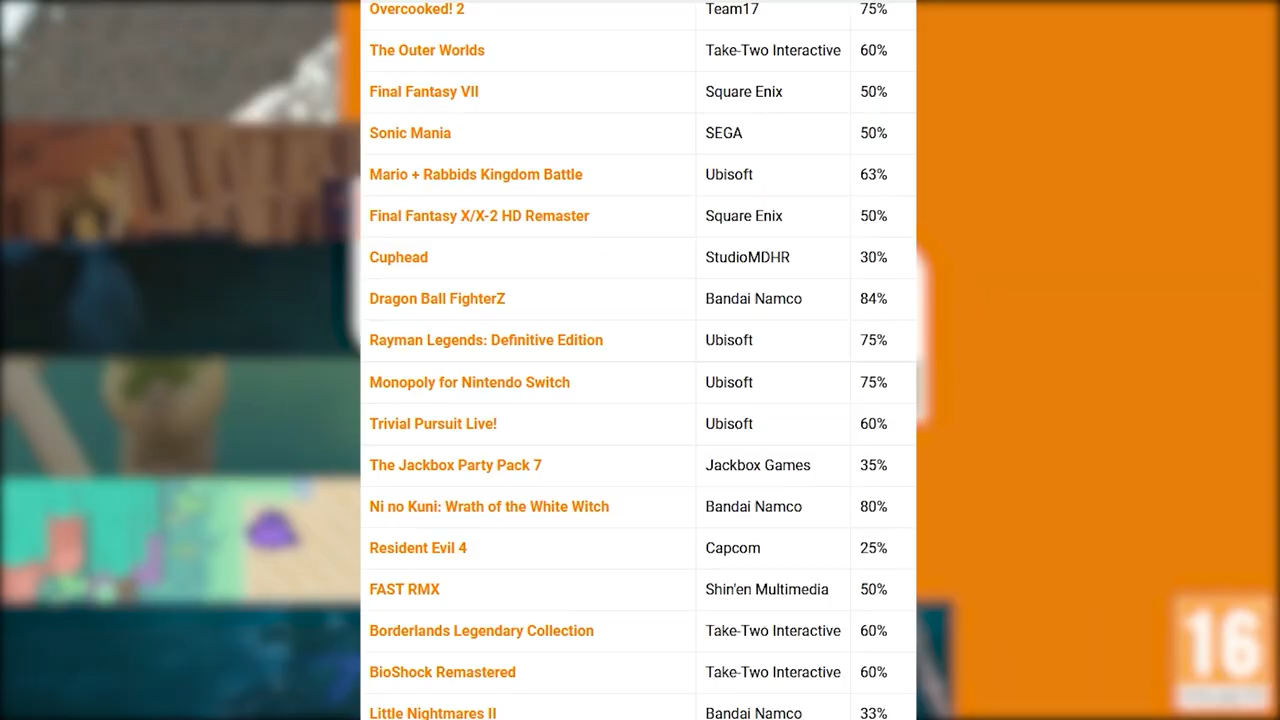 Overcooked! 2 Team17 75%
The Outer Worlds Take-Two Interactive 60%
Final Fantasy VII Square Enix 50%
Sonic Mania SEGA 50%
Mario + Rabbids Kingdom Battle Ubisoft 63%
Final Fantasy X/X-2 HD Remaster Square Enix 50%
Cuphead StudioMDHR 30%
Dragon Ball FighterZ Bandai Namco 84%
Rayman Legends: Definitive Edition Ubisoft 75%
Monopoly for Nintendo Switch Ubisoft 75%
Trivial Pursuit Live! Ubisoft 60%
The Jackbox Party Pack 7 Jackbox Games 35%
Ni no Kuni: Wrath of the White Witch Bandai Namco 80%
Resident Evil 4 Capcom 25%
FAST RMX Shin'en Multimedia 50%
Borderlands Legendary Collection Take-Two Interactive 60%
BioShock Remastered Take-Two Interactive 60%
Little Nightmares II Bandai Namco 33%
16